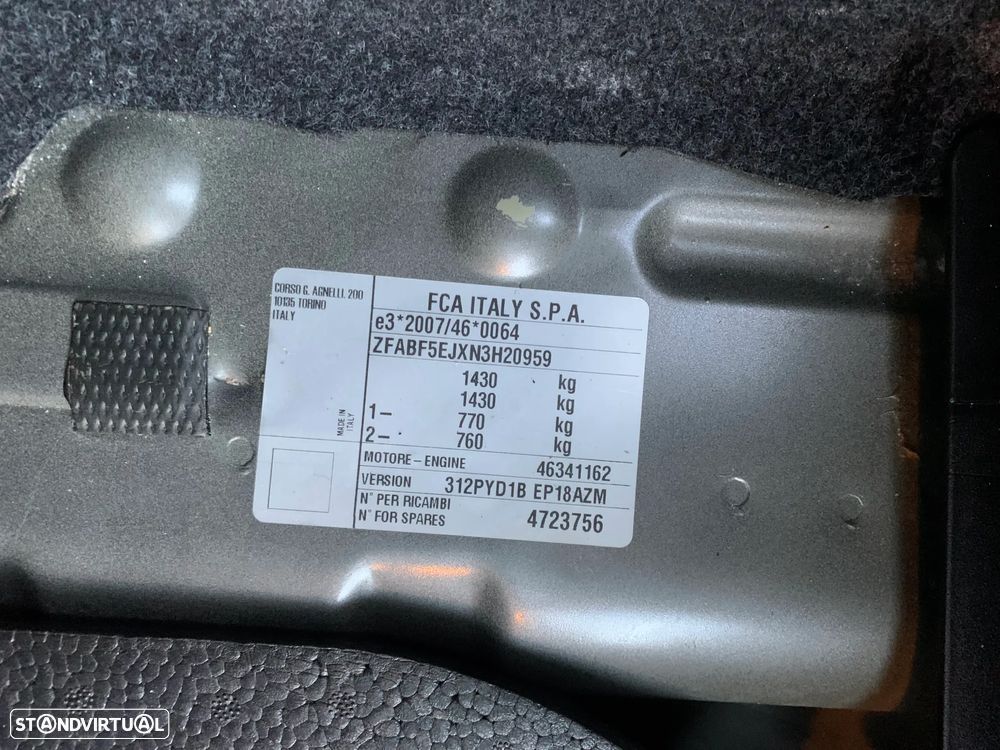 CORSO G. AGNELLI. 200
10135 TORINO
ITALY
FCA ITALY S.P.A.
e3*2007/46*0064
ZFABF5EJXN3H20959
1430 kg
1430 kg
1– 770 kg
2– 760 kg
MADE IN
ITALY
MOTORE – ENGINE 46341162
VERSION 312PYD1B EP18AZM
N° PER RICAMBI
N° FOR SPARES 4723756
STANDVIRTUAL